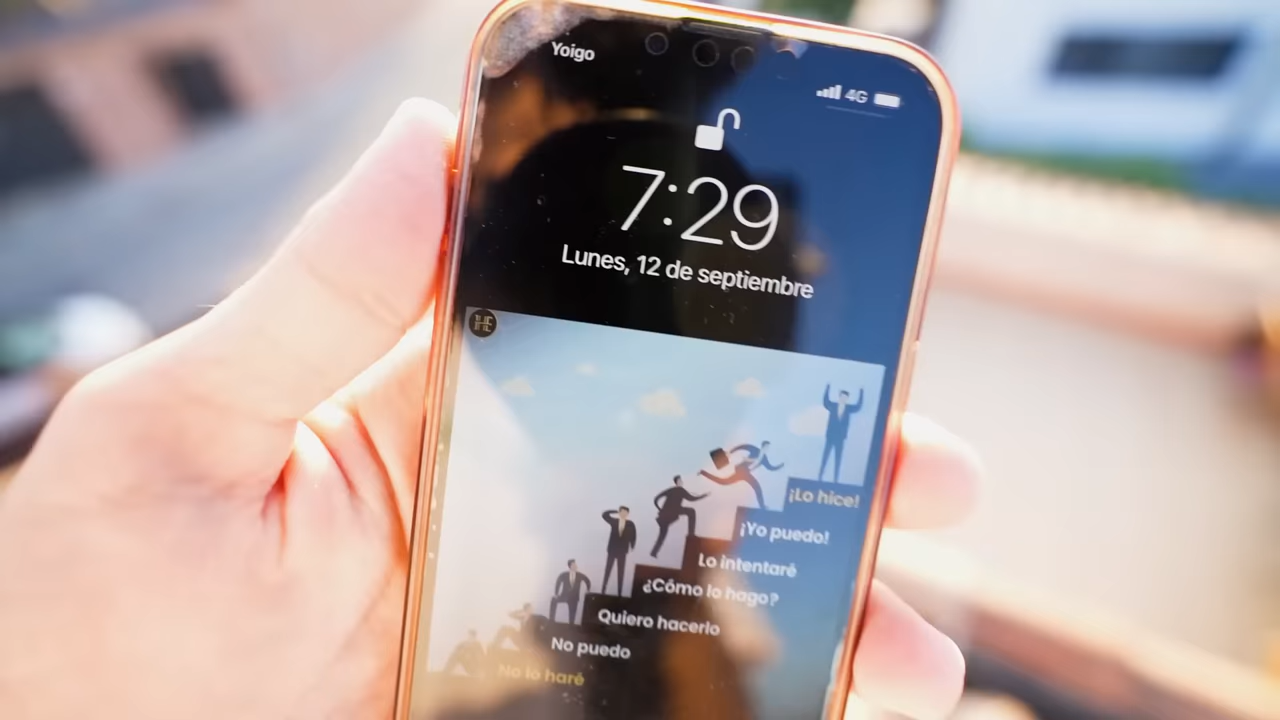 Yoigo
4G
7:29
Lunes, 12 de septiembre
¡Lo hice!
¡Yo puedo!
Lo intentaré
¿Cómo lo hago?
Quiero hacerlo
No puedo
No lo haré